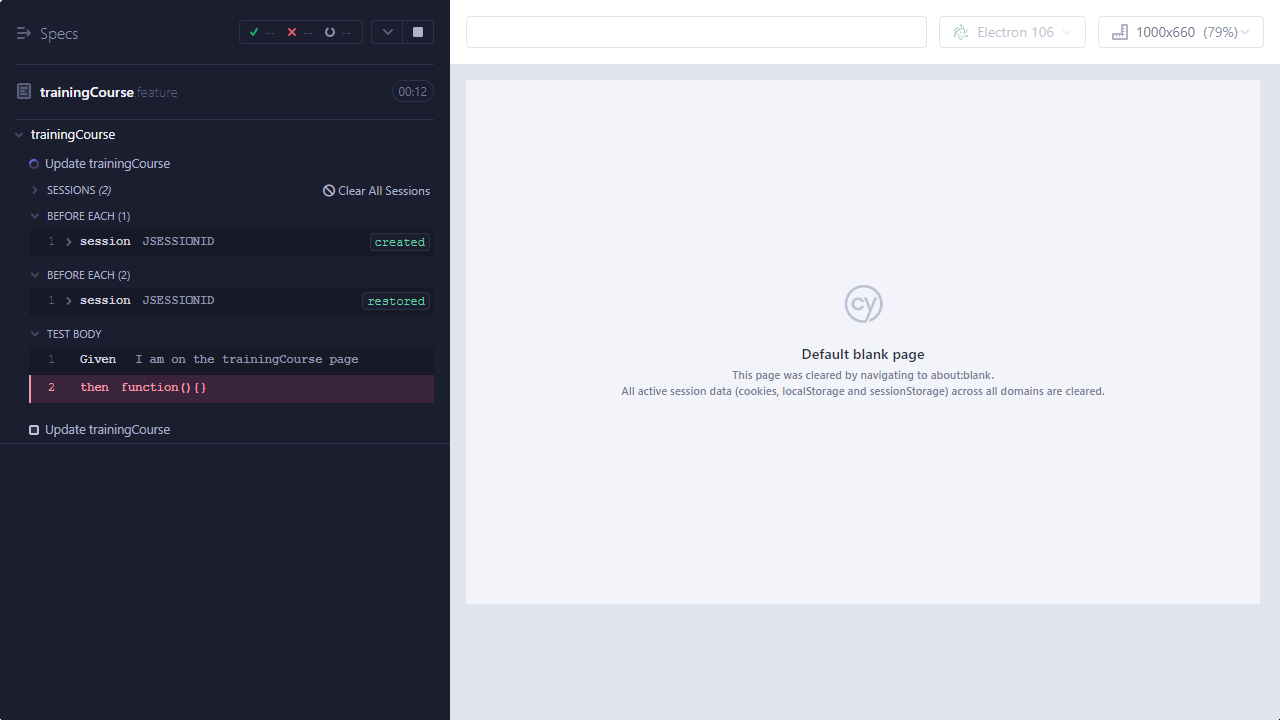 Specs
--
--
--
Electron 106
1000x660 (79%)
trainingCourse.feature
00:12
trainingCourse
Update trainingCourse
SESSIONS (2)
Clear All Sessions
BEFORE EACH (1)
1 session JSESSIONID created
BEFORE EACH (2)
1 session JSESSIONID restored
TEST BODY
1 Given I am on the trainingCourse page
2 then function(){}
Update trainingCourse
cy
Default blank page
This page was cleared by navigating to about:blank.
All active session data (cookies, localStorage and sessionStorage) across all domains are cleared.